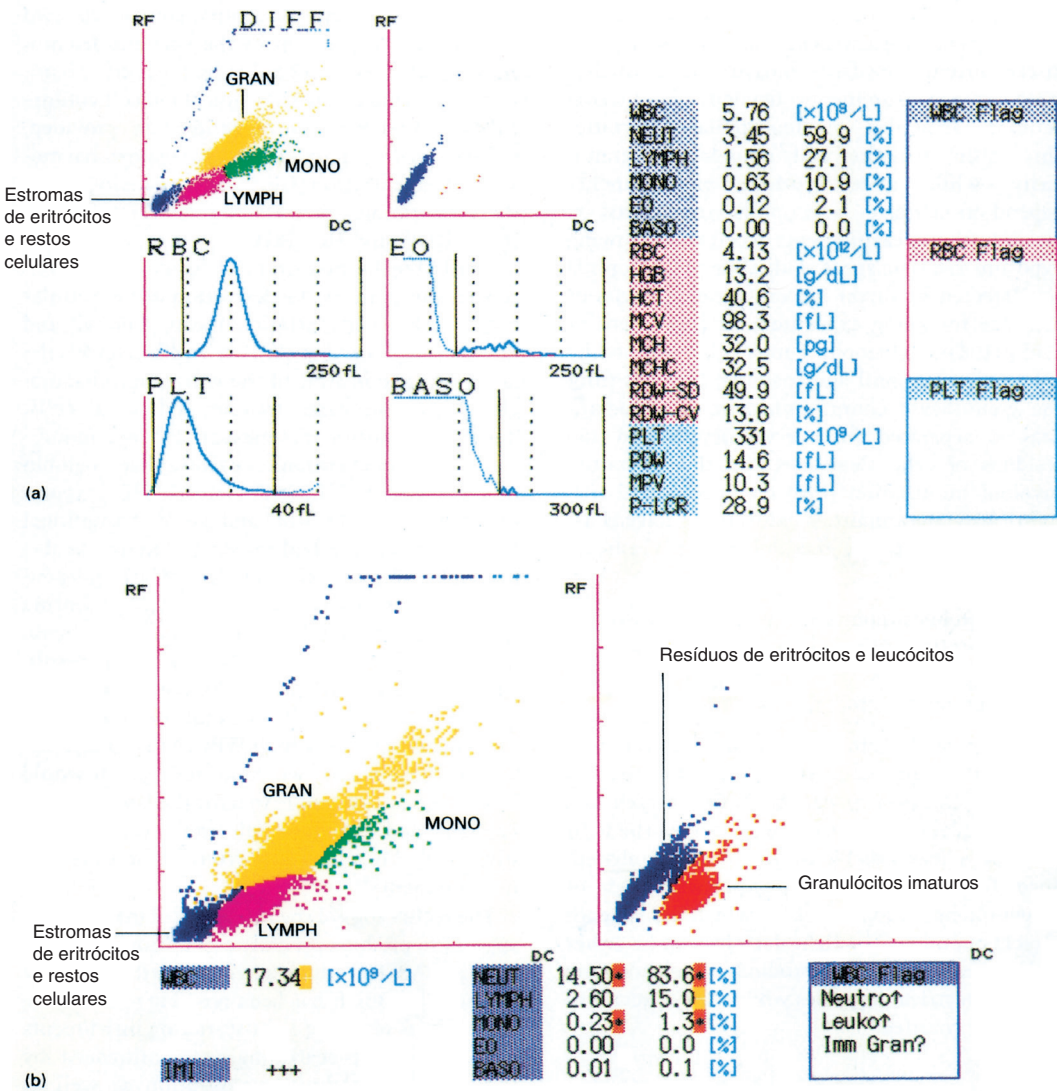 RF
DIFF
GRAN
MONO
LYMPH
DC
Estromas
de eritrócitos
e restos
celulares
RF
DC
RBC
250 fL
EO
250 fL
PLT
40 fL
BASO
300 fL
(a)
WBC 5.76 [×10⁹/L]
NEUT 3.45 59.9 [%]
LYMPH 1.56 27.1 [%]
MONO 0.63 10.9 [%]
EO 0.12 2.1 [%]
BASO 0.00 0.0 [%]
RBC 4.13 [×10¹²/L]
HGB 13.2 [g/dL]
HCT 40.6 [%]
MCV 98.3 [fL]
MCH 32.0 [pg]
MCHC 32.5 [g/dL]
RDW-SD 49.9 [fL]
RDW-CV 13.6 [%]
PLT 331 [×10⁹/L]
PDW 14.6 [fL]
MPV 10.3 [fL]
P-LCR 28.9 [%]
WBC Flag
RBC Flag
PLT Flag
RF
GRAN
MONO
LYMPH
DC
Estromas
de eritrócitos
e restos
celulares
RF
Resíduos de eritrócitos e leucócitos
Granulócitos imaturos
DC
WBC 17.34 [×10⁹/L]
IMI +++
NEUT 14.50* 83.6* [%]
LYMPH 2.60 15.0 [%]
MONO 0.23* 1.3* [%]
EO 0.00 0.0 [%]
BASO 0.01 0.1 [%]
WBC Flag
Neutro↑
Leuko↑
Imm Gran?
(b)